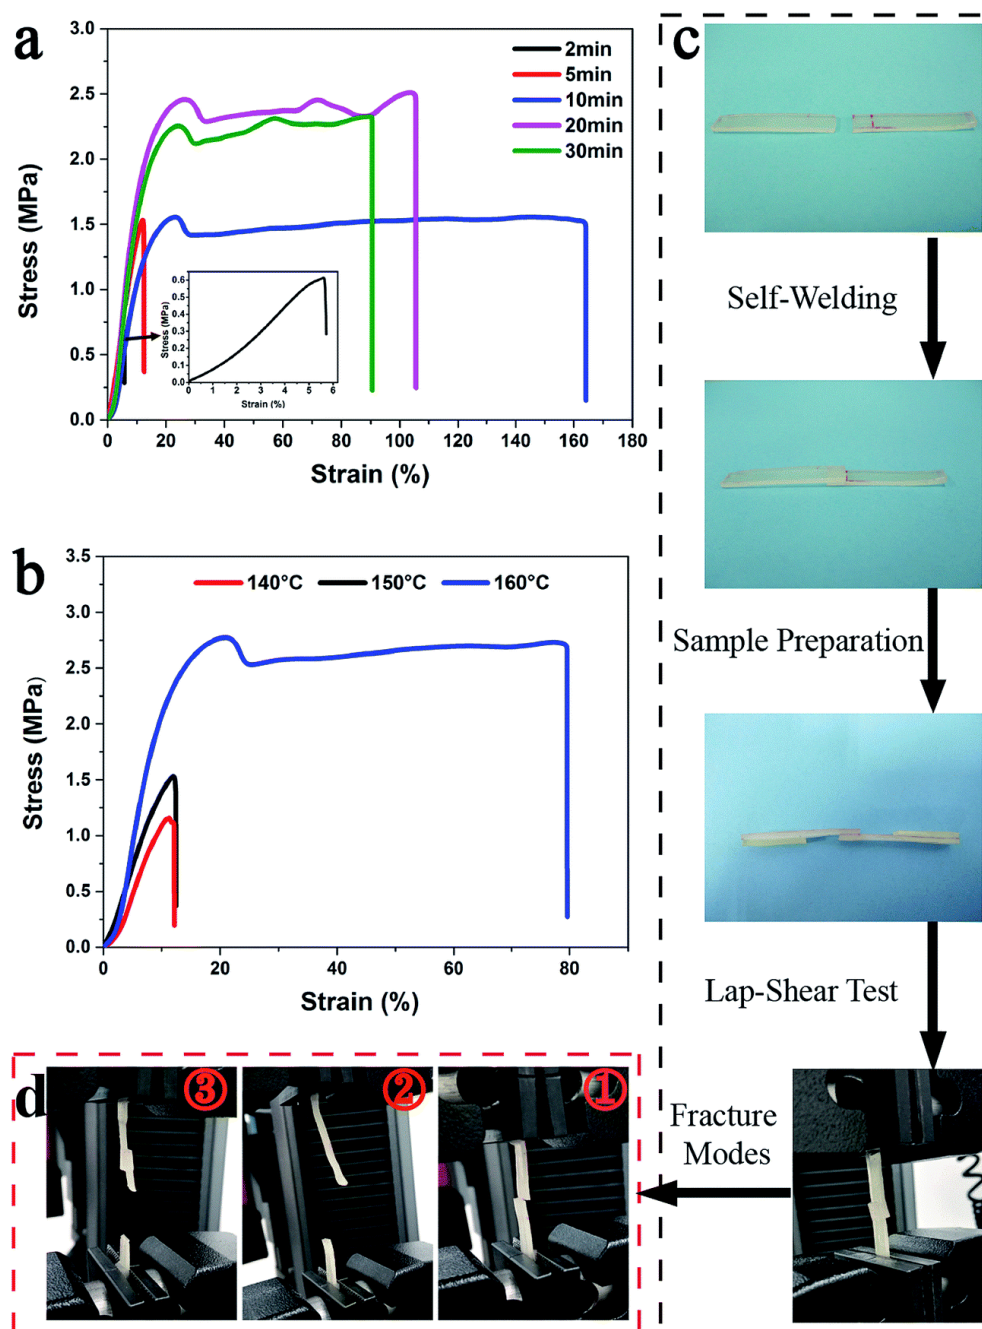 a
3.0
2.5
2.0
1.5
1.0
0.5
0.0
Stress (MPa)
0 20 40 60 80 100 120 140 160 180
Strain (%)
2min
5min
10min
20min
30min
0.6
0.5
0.4
0.3
0.2
0.1
0.0
Stress (MPa)
0 1 2 3 4 5 6
Strain (%)
b
3.5
3.0
2.5
2.0
1.5
1.0
0.5
0.0
Stress (MPa)
0 20 40 60 80
Strain (%)
140°C 150°C 160°C
c
Self-Welding
Sample Preparation
Lap-Shear Test
Fracture
Modes
d
③ ② ①